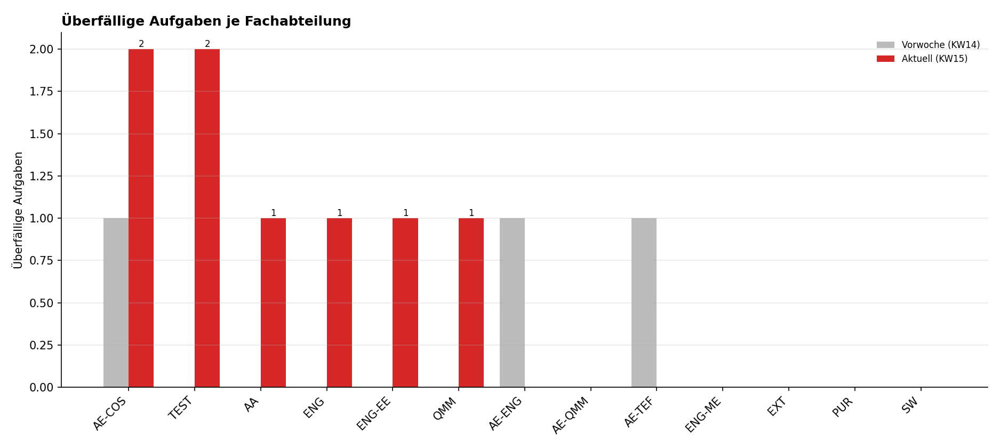 Überfällige Aufgaben je Fachabteilung
Vorwoche (KW14)
Aktuell (KW15)
Überfällige Aufgaben
2.00
1.75
1.50
1.25
1.00
0.75
0.50
0.25
0.00
2
2
1
1
1
1
AE-COS
TEST
AA
ENG
ENG-EE
QMM
AE-ENG
AE-QMM
AE-TEF
ENG-ME
EXT
PUR
SW